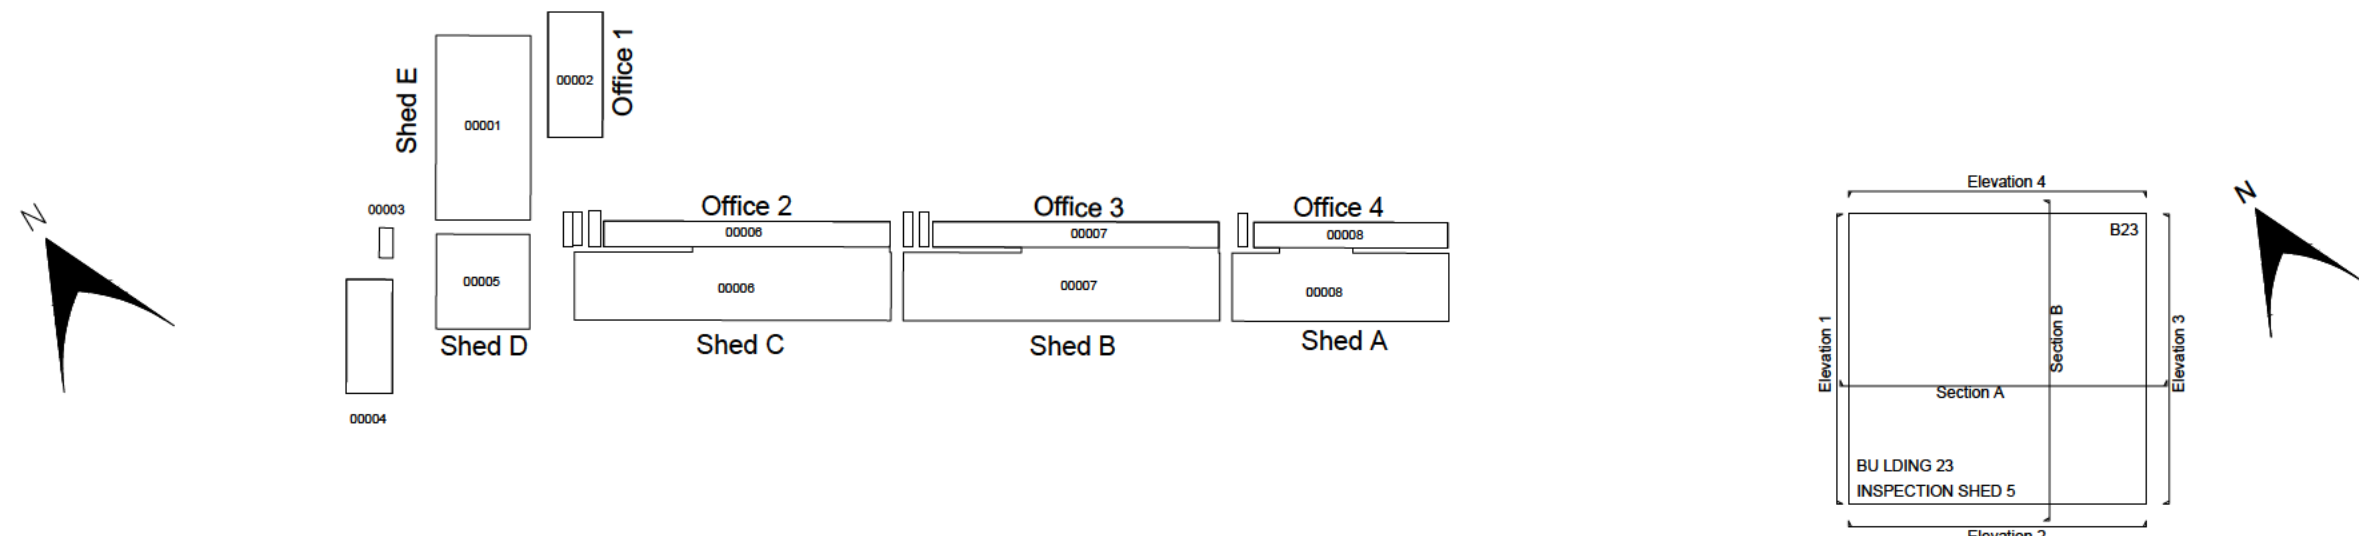 Office 1
00002
Shed E
00001
N
00003
Office 2
Office 3
Office 4
00006
00007
00008
00005
00006
00007
00008
Shed D
Shed C
Shed B
Shed A
00004
Elevation 4
N
B23
Elevation 1
Section B
Elevation 3
Section A
BU LDING 23
INSPECTION SHED 5
Elevation 2